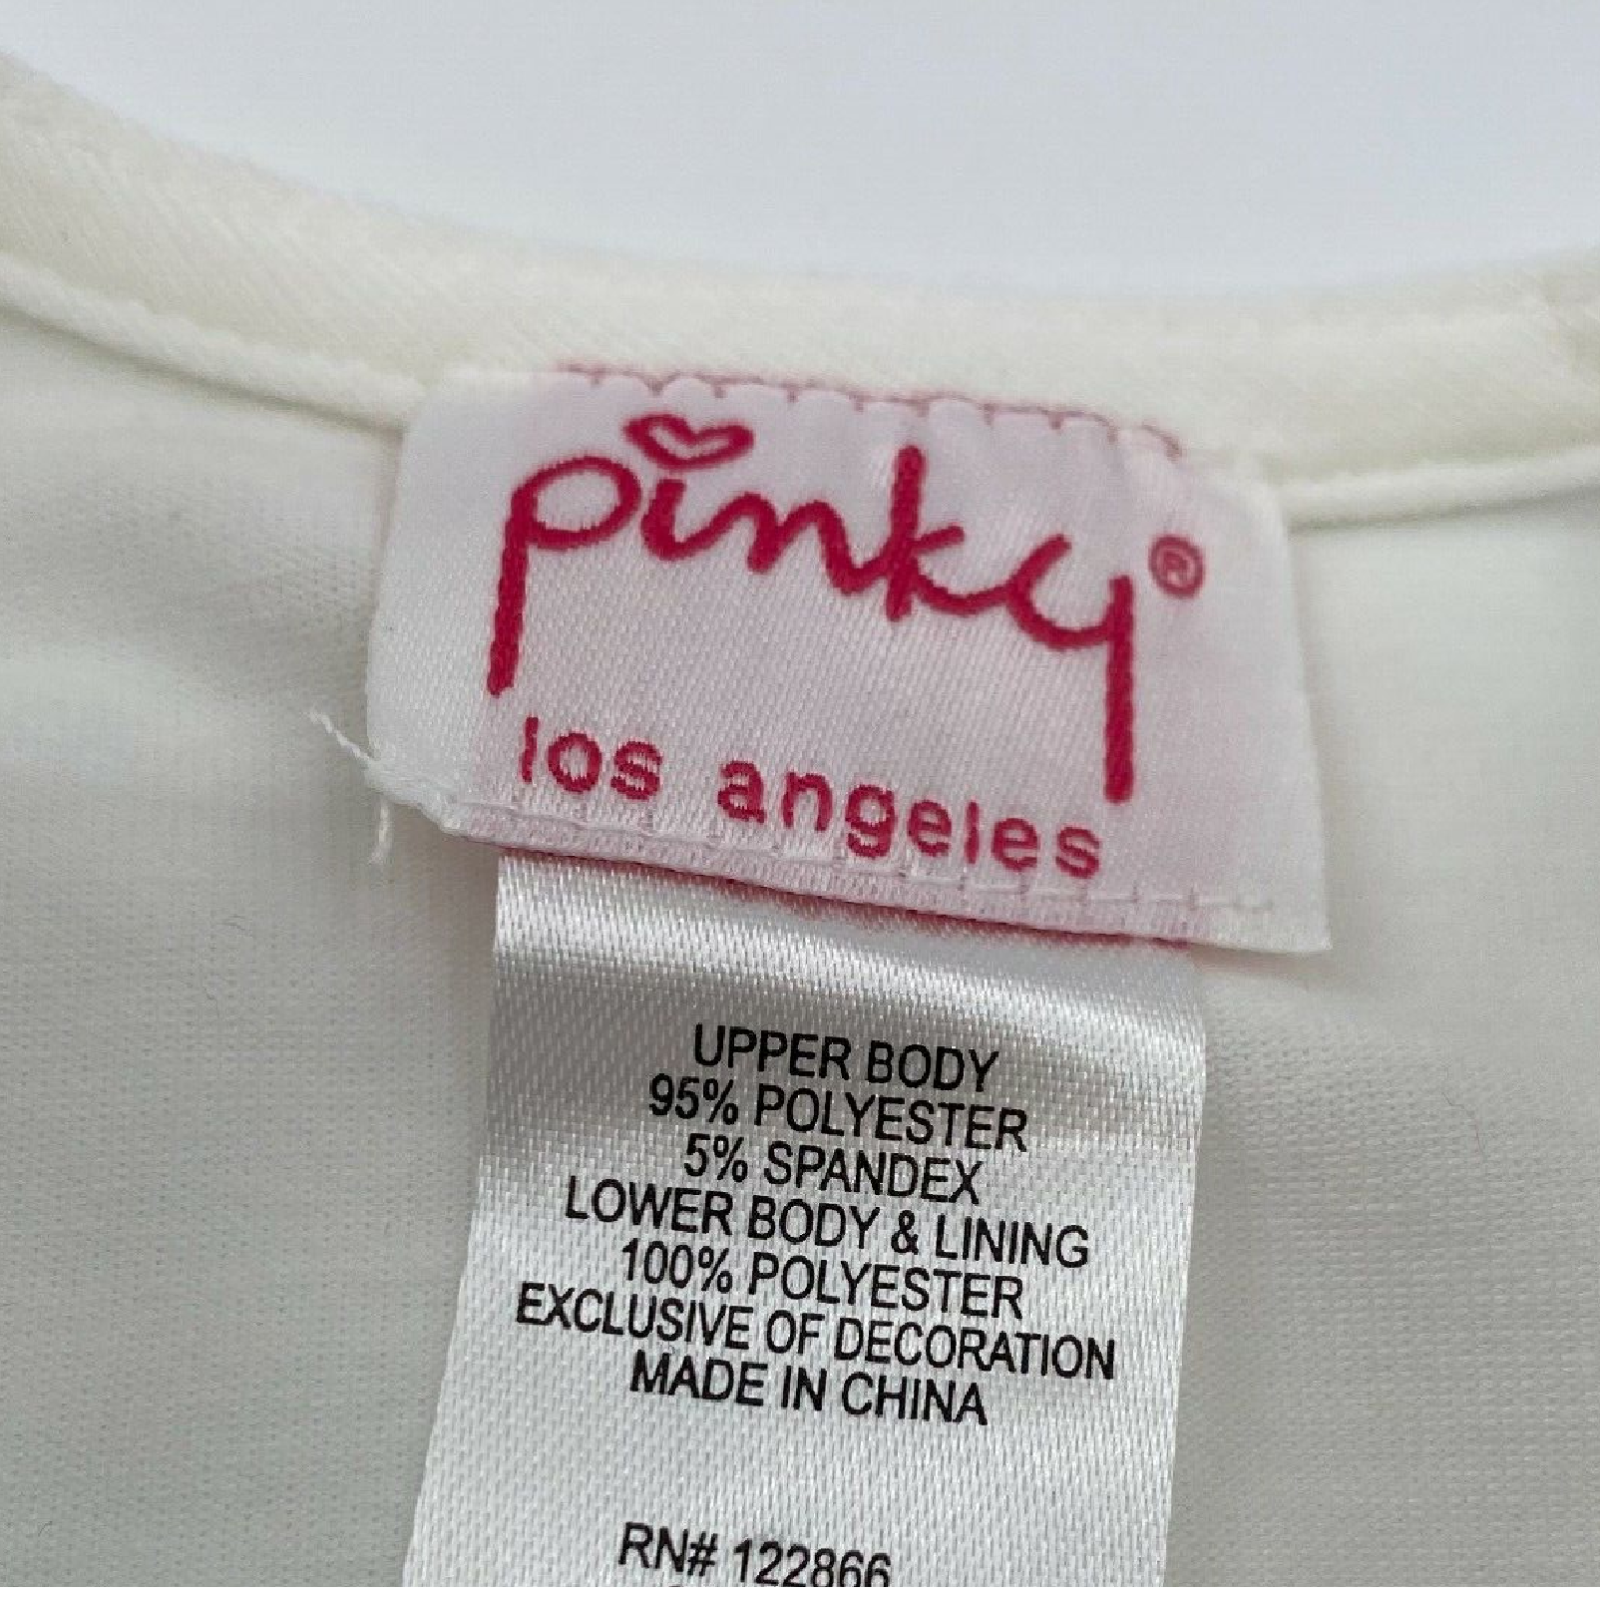 pinky®
los angeles
UPPER BODY
95% POLYESTER
5% SPANDEX
LOWER BODY & LINING
100% POLYESTER
EXCLUSIVE OF DECORATION
MADE IN CHINA
RN# 122866